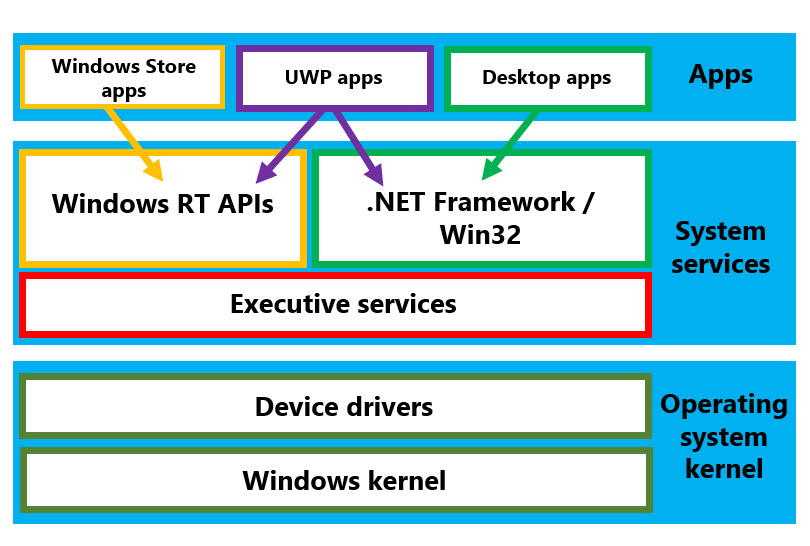 Windows Store
apps
UWP apps
Desktop apps
Apps
Windows RT APIs
.NET Framework /
Win32
System
services
Executive services
Device drivers
Operating
system
kernel
Windows kernel